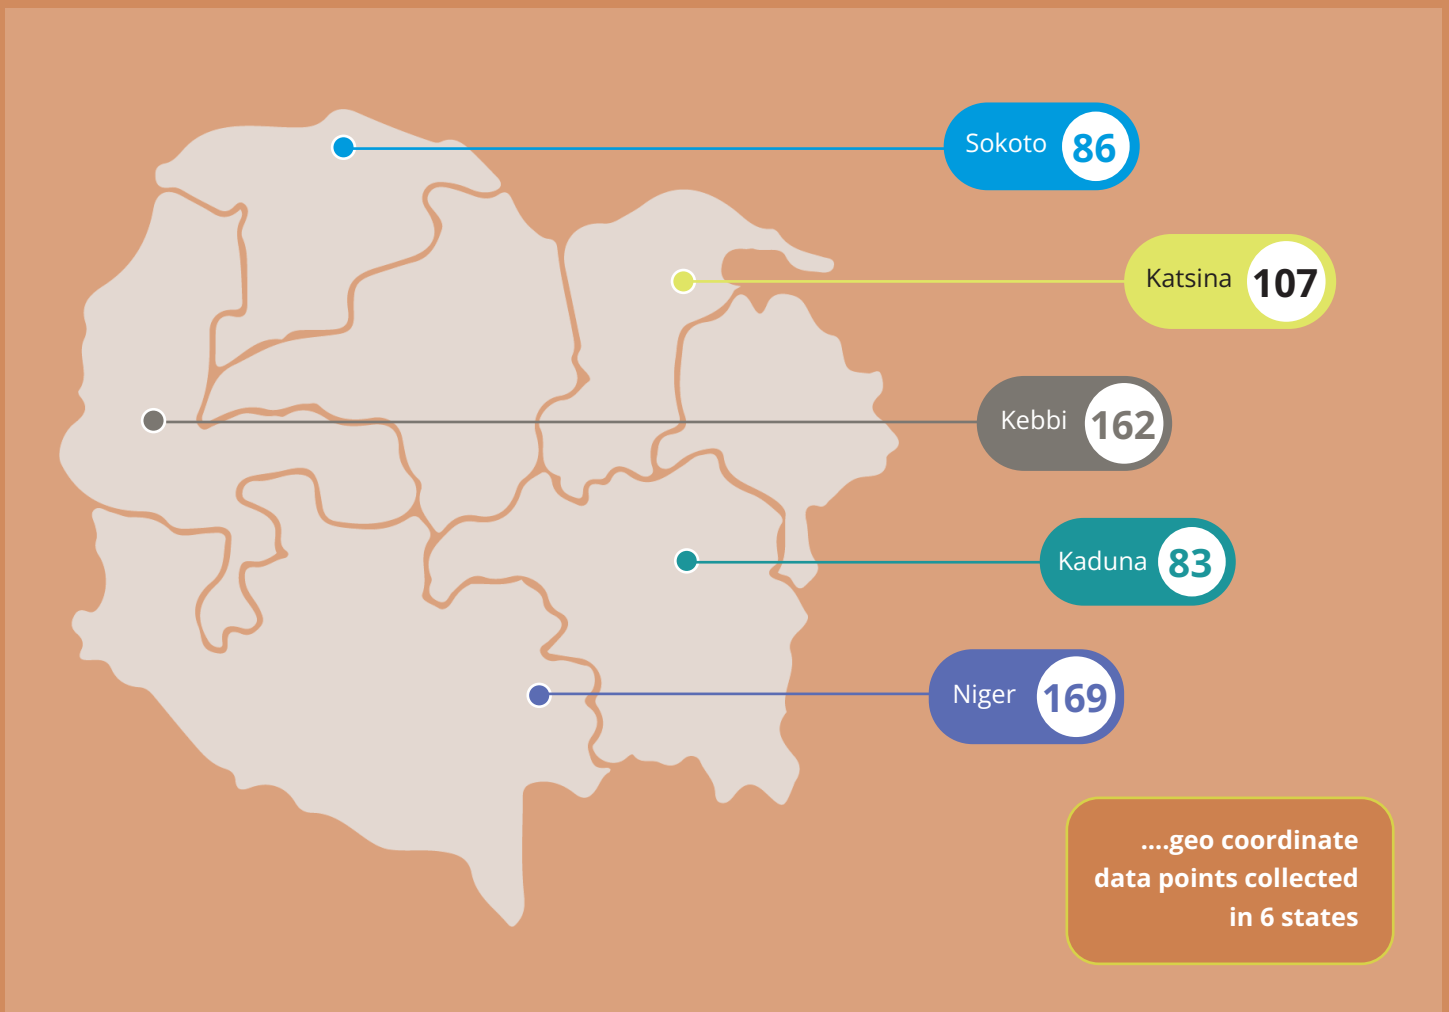 Sokoto 86
Katsina 107
Kebbi 162
Kaduna 83
Niger 169
....geo coordinate
data points collected
in 6 states